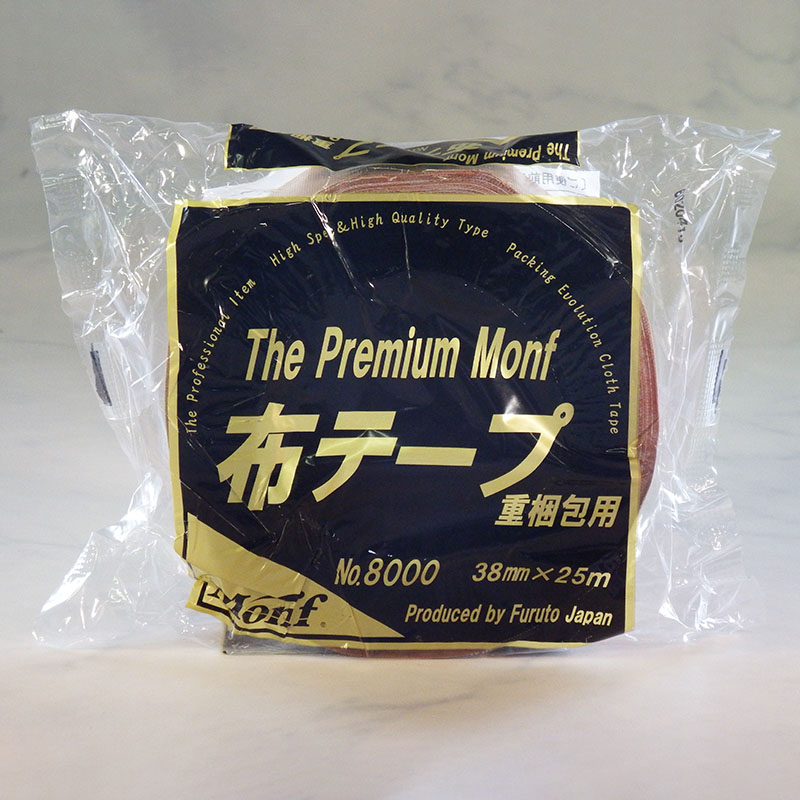 The Premium Monf
The Professional Item High Spec&High Quality Type Packing Evolution Cloth Tape
The Premium Monf
布テープ
重梱包用
No.8000 38mm×25m
Monf®
Produced by Furuto Japan